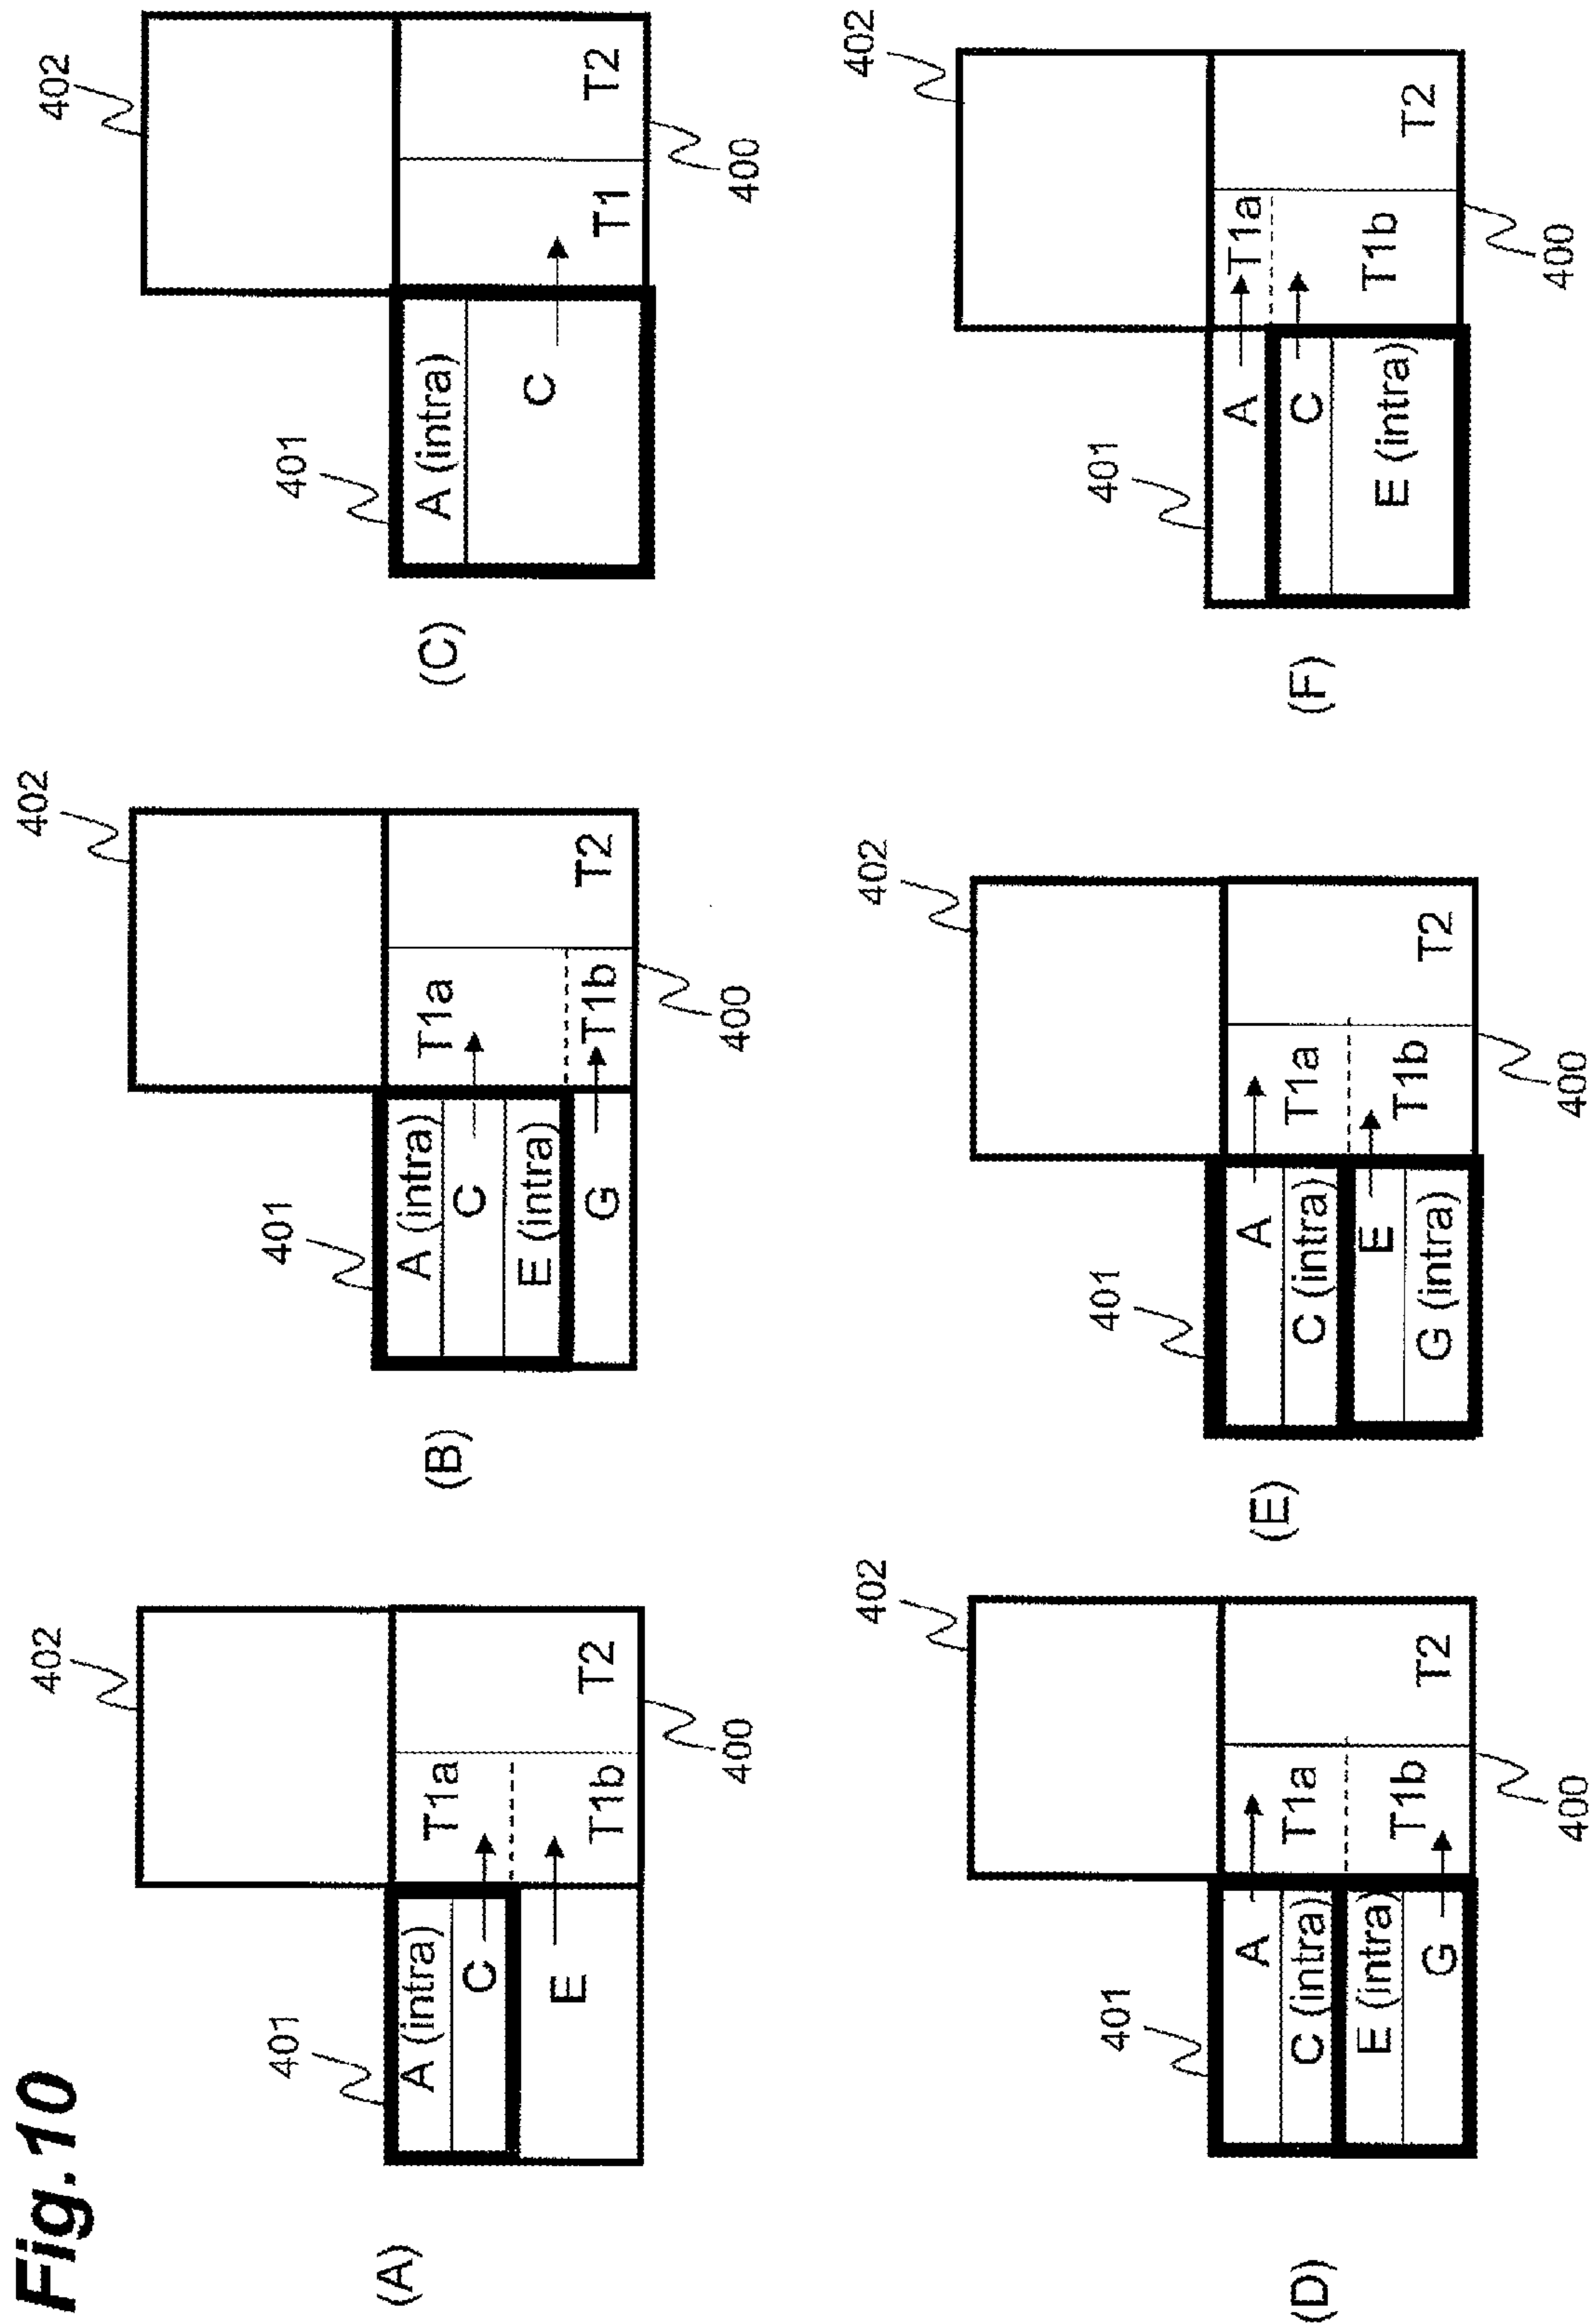 Fig.10
(A)
401
402
A (intra)
C
E
T1a
T1b
T2
400
(B)
401
402
A (intra)
C
E (intra)
G
T1a
T1b
T2
400
(C)
401
402
A (intra)
C
T1
T2
400
(D)
401
402
A
C (intra)
E (intra)
G
T1a
T1b
T2
400
(E)
401
402
A
C (intra)
E
G (intra)
T1a
T1b
T2
400
(F)
401
402
A
C
E (intra)
T1a
T1b
T2
400